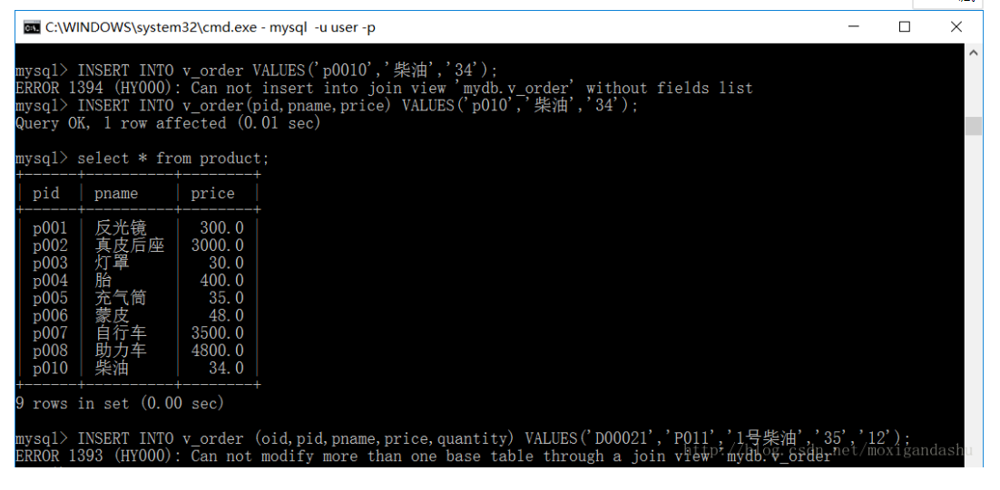 C:\WINDOWS\system32\cmd.exe - mysql  -u user -p
mysql> INSERT INTO v_order VALUES('p0010','柴油','34');
ERROR 1394 (HY000): Can not insert into join view 'mydb.v_order' without fields list
mysql> INSERT INTO v_order(pid,pname,price) VALUES('p010','柴油','34');
Query OK, 1 row affected (0.01 sec)
mysql> select * from product;
+------+----------+--------+
| pid  | pname    | price  |
+------+----------+--------+
| p001 | 反光镜   |  300.0 |
| p002 | 真皮后座 | 3000.0 |
| p003 | 灯罩     |   30.0 |
| p004 | 胎       |  400.0 |
| p005 | 充气筒   |   35.0 |
| p006 | 蒙皮     |   48.0 |
| p007 | 自行车   | 3500.0 |
| p008 | 助力车   | 4800.0 |
| p010 | 柴油     |   34.0 |
+------+----------+--------+
9 rows in set (0.00 sec)
mysql> INSERT INTO v_order (oid,pid,pname,price,quantity) VALUES('D00021','P011','1号柴油','35','12');
ERROR 1393 (HY000): Can not modify more than one base table through a join view 'mydb.v_order'
http://blog.csdn.net/moxigandashu